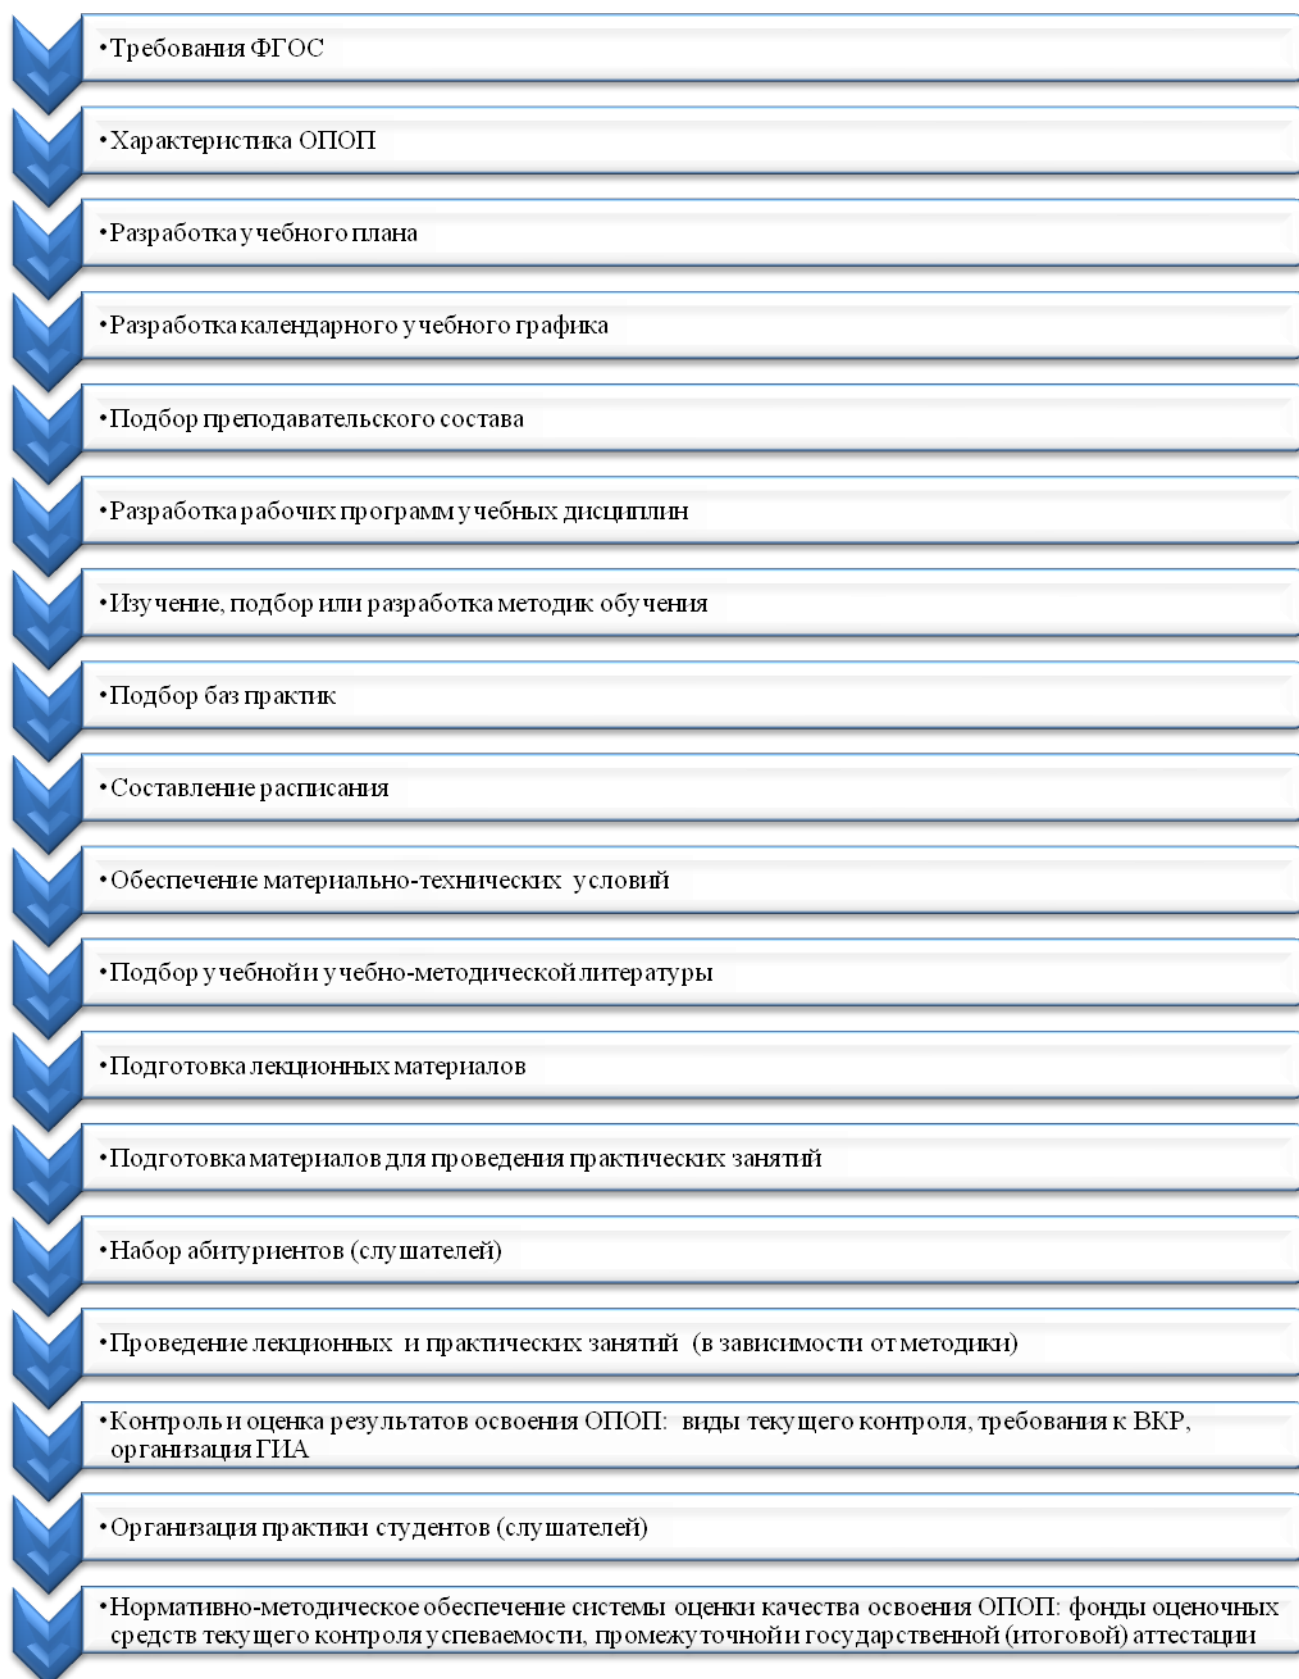 •Требования ФГОС
•Характеристика ОПОП
•Разработка учебного плана
•Разработка календарного учебного графика
•Подбор преподавательского состава
•Разработка рабочих программ учебных дисциплин
•Изучение, подбор или разработка методик обучения
•Подбор баз практик
•Составление расписания
•Обеспечение материально-технических условий
•Подбор учебной и учебно-методической литературы
•Подготовка лекционных материалов
•Подготовка материалов для проведения практических занятий
•Набор абитуриентов (слушателей)
•Проведение лекционных и практических занятий (в зависимости от методики)
•Контроль и оценка результатов освоения ОПОП: виды текущего контроля, требования к ВКР,
организация ГИА
•Организация практики студентов (слушателей)
•Нормативно-методическое обеспечение системы оценки качества освоения ОПОП: фонды оценочных
средств текущего контроля успеваемости, промежуточной и государственной (итоговой) аттестации